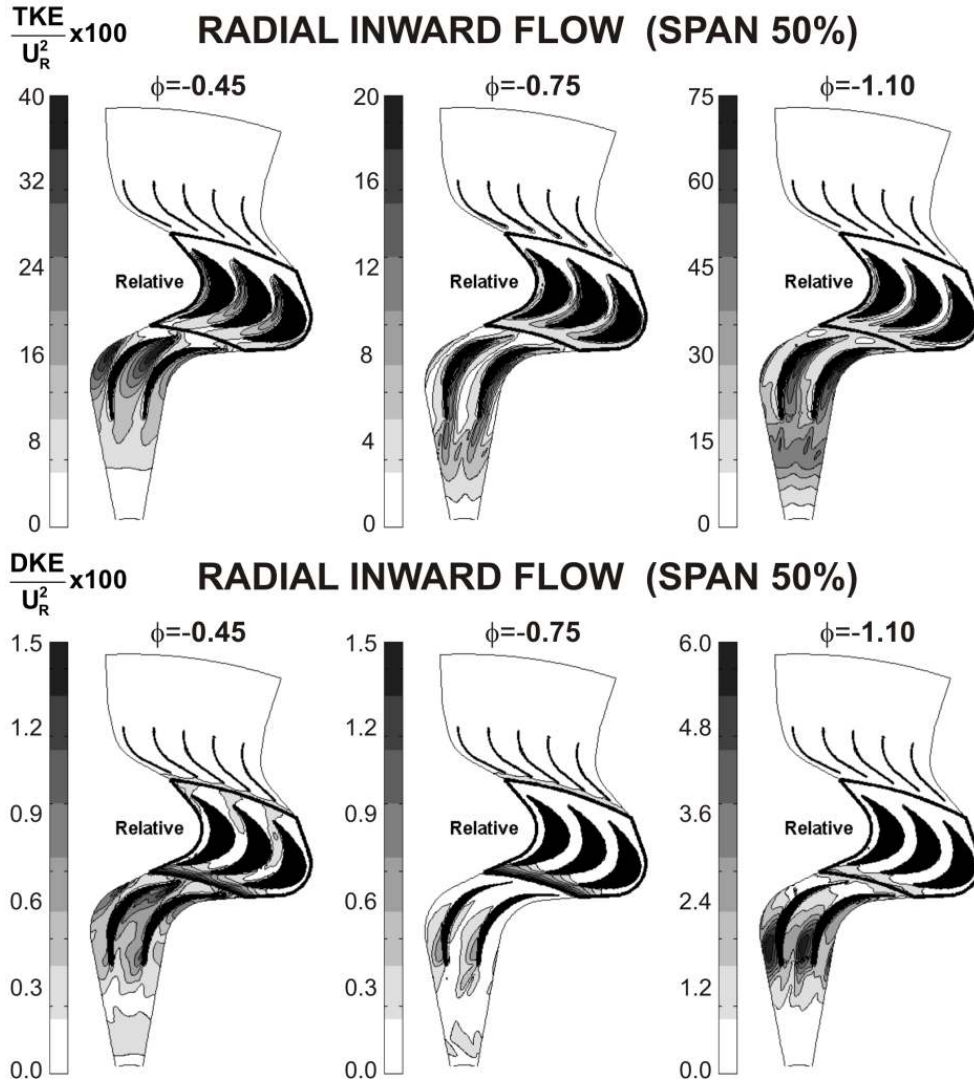 TKE
U²R x100
RADIAL INWARD FLOW (SPAN 50%)
ϕ=-0.45 ϕ=-0.75 ϕ=-1.10
40 20 75
32 16 60
24 12 45
Relative Relative Relative
16 8 30
8 4 15
0 0 0
DKE
U²R x100
RADIAL INWARD FLOW (SPAN 50%)
ϕ=-0.45 ϕ=-0.75 ϕ=-1.10
1.5 1.5 6.0
1.2 1.2 4.8
0.9 0.9 3.6
Relative Relative Relative
0.6 0.6 2.4
0.3 0.3 1.2
0.0 0.0 0.0